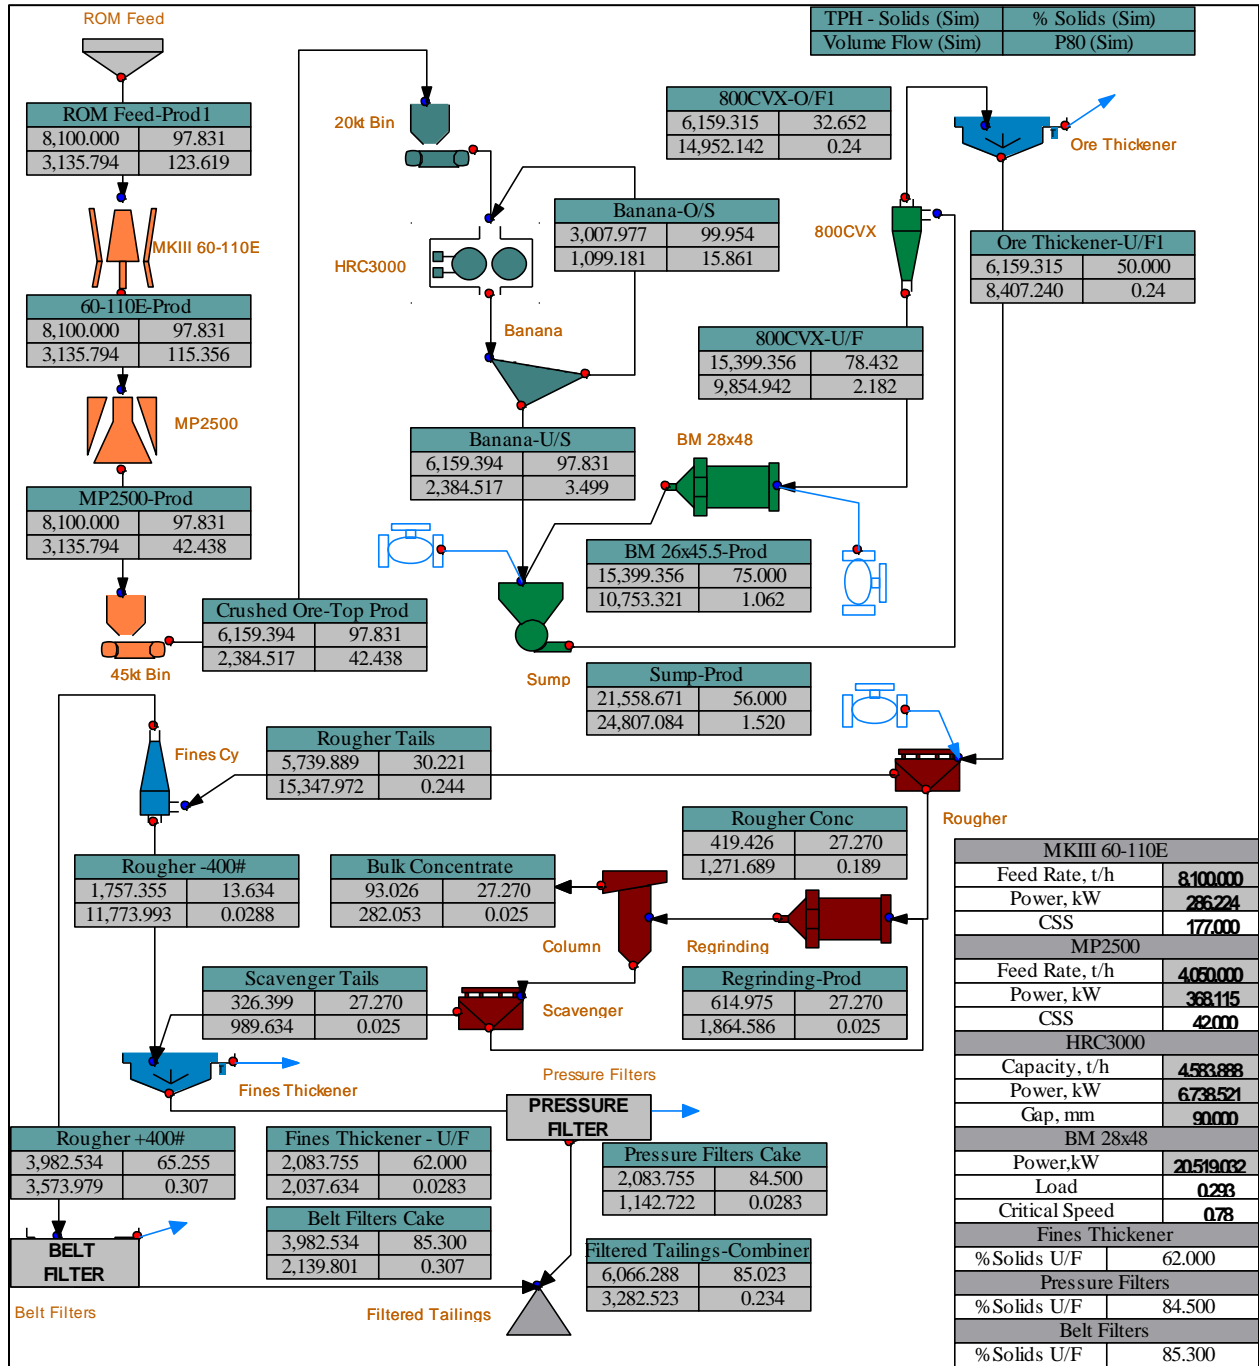 ROM Feed
TPH - Solids (Sim) % Solids (Sim)
Volume Flow (Sim) P80 (Sim)
ROM Feed-Prod1
8,100.000 97.831
3,135.794 123.619
MKIII 60-110E
60-110E-Prod
8,100.000 97.831
3,135.794 115.356
MP2500
MP2500-Prod
8,100.000 97.831
3,135.794 42.438
45kt Bin
Crushed Ore-Top Prod
6,159.394 97.831
2,384.517 42.438
20kt Bin
HRC3000
Banana-O/S
3,007.977 99.954
1,099.181 15.861
Banana
Banana-U/S
6,159.394 97.831
2,384.517 3.499
800CVX-O/F1
6,159.315 32.652
14,952.142 0.24
800CVX
Ore Thickener
Ore Thickener-U/F1
6,159.315 50.000
8,407.240 0.24
800CVX-U/F
15,399.356 78.432
9,854.942 2.182
BM 28x48
BM 26x45.5-Prod
15,399.356 75.000
10,753.321 1.062
Sump
Sump-Prod
21,558.671 56.000
24,807.084 1.520
Fines Cy
Rougher Tails
5,739.889 30.221
15,347.972 0.244
Rougher
Rougher Conc
419.426 27.270
1,271.689 0.189
Rougher -400#
1,757.355 13.634
11,773.993 0.0288
Bulk Concentrate
93.026 27.270
282.053 0.025
Column
Regrinding
Scavenger Tails
326.399 27.270
989.634 0.025
Scavenger
Regrinding-Prod
614.975 27.270
1,864.586 0.025
Fines Thickener
Pressure Filters
PRESSURE
FILTER
Rougher +400#
3,982.534 65.255
3,573.979 0.307
Fines Thickener - U/F
2,083.755 62.000
2,037.634 0.0283
Pressure Filters Cake
2,083.755 84.500
1,142.722 0.0283
Belt Filters Cake
3,982.534 85.300
2,139.801 0.307
BELT
FILTER
Belt Filters
Filtered Tailings-Combiner
6,066.288 85.023
3,282.523 0.234
Filtered Tailings
MKIII 60-110E
Feed Rate, t/h 8,100.000
Power, kW 286.224
CSS 177.000
MP2500
Feed Rate, t/h 4,050.000
Power, kW 368.115
CSS 42.000
HRC3000
Capacity, t/h 4,583.888
Power, kW 6,738.521
Gap, mm 90.000
BM 28x48
Power,kW 20,519.032
Load 0.293
Critical Speed 0.78
Fines Thickener
%Solids U/F 62.000
Pressure Filters
%Solids U/F 84.500
Belt Filters
%Solids U/F 85.300